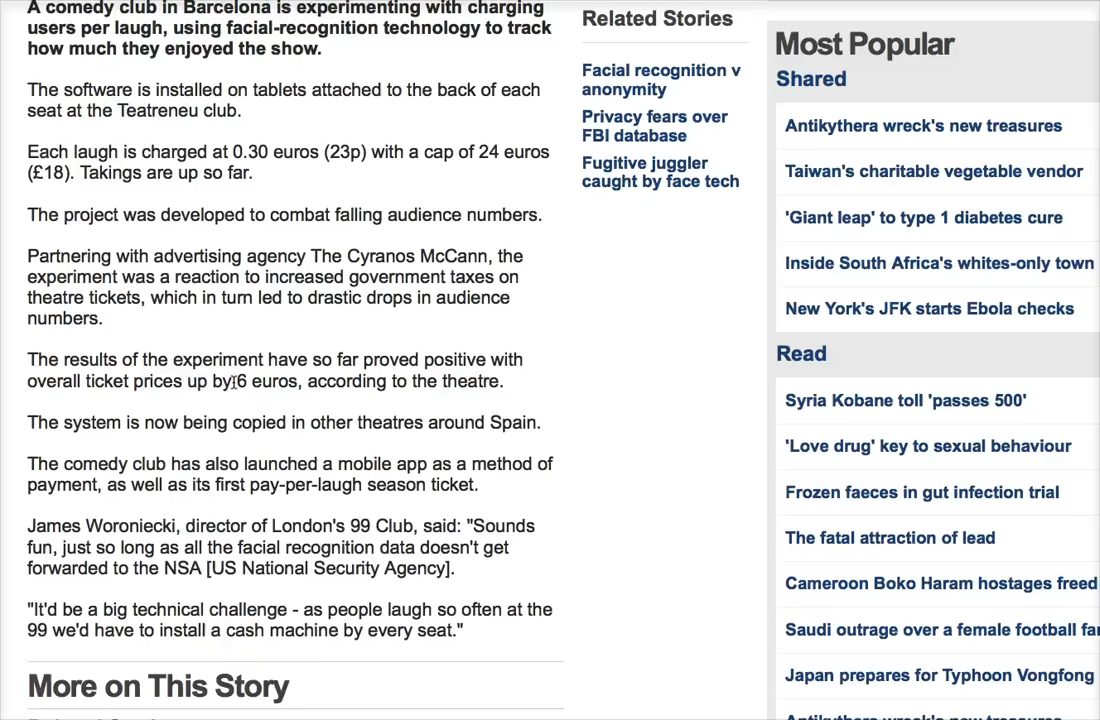 A comedy club in Barcelona is experimenting with charging
users per laugh, using facial-recognition technology to track
how much they enjoyed the show.
The software is installed on tablets attached to the back of each
seat at the Teatreneu club.
Each laugh is charged at 0.30 euros (23p) with a cap of 24 euros
(£18). Takings are up so far.
The project was developed to combat falling audience numbers.
Partnering with advertising agency The Cyranos McCann, the
experiment was a reaction to increased government taxes on
theatre tickets, which in turn led to drastic drops in audience
numbers.
The results of the experiment have so far proved positive with
overall ticket prices up by 6 euros, according to the theatre.
The system is now being copied in other theatres around Spain.
The comedy club has also launched a mobile app as a method of
payment, as well as its first pay-per-laugh season ticket.
James Woroniecki, director of London's 99 Club, said: "Sounds
fun, just so long as all the facial recognition data doesn't get
forwarded to the NSA [US National Security Agency].
"It'd be a big technical challenge - as people laugh so often at the
99 we'd have to install a cash machine by every seat."
More on This Story
Related Stories
Facial recognition v
anonymity
Privacy fears over
FBI database
Fugitive juggler
caught by face tech
Most Popular
Shared
Antikythera wreck's new treasures
Taiwan's charitable vegetable vendor
'Giant leap' to type 1 diabetes cure
Inside South Africa's whites-only town
New York's JFK starts Ebola checks
Read
Syria Kobane toll 'passes 500'
'Love drug' key to sexual behaviour
Frozen faeces in gut infection trial
The fatal attraction of lead
Cameroon Boko Haram hostages freed
Saudi outrage over a female football
Japan prepares for Typhoon Vongfong
Antikythera wreck's new treasures